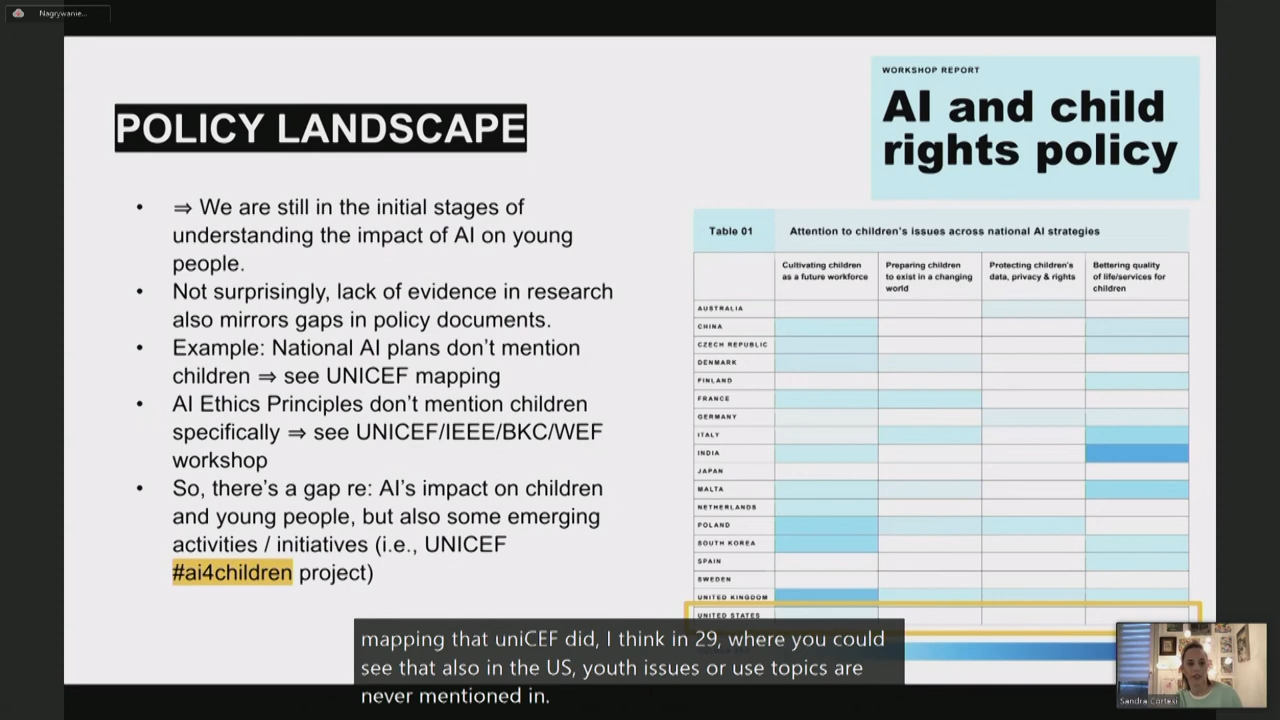 Nagrywanie...
POLICY LANDSCAPE
• ⇒ We are still in the initial stages of
understanding the impact of AI on young
people.
• Not surprisingly, lack of evidence in research
also mirrors gaps in policy documents.
• Example: National AI plans don't mention
children ⇒ see UNICEF mapping
• AI Ethics Principles don't mention children
specifically ⇒ see UNICEF/IEEE/BKC/WEF
workshop
• So, there's a gap re: AI's impact on children
and young people, but also some emerging
activities / initiatives (i.e., UNICEF
#ai4children project)
WORKSHOP REPORT
AI and child
rights policy
Table 01 Attention to children's issues across national AI strategies
Cultivating children
as a future workforce
Preparing children
to exist in a changing
world
Protecting children's
data, privacy & rights
Bettering quality
of life/services for
children
AUSTRALIA
CHINA
CZECH REPUBLIC
DENMARK
FINLAND
FRANCE
GERMANY
ITALY
INDIA
JAPAN
MALTA
NETHERLANDS
POLAND
SOUTH KOREA
SPAIN
SWEDEN
UNITED KINGDOM
UNITED STATES
mapping that uniCEF did, I think in 29, where you could
see that also in the US, youth issues or use topics are
never mentioned in.
Sandra Cortesi